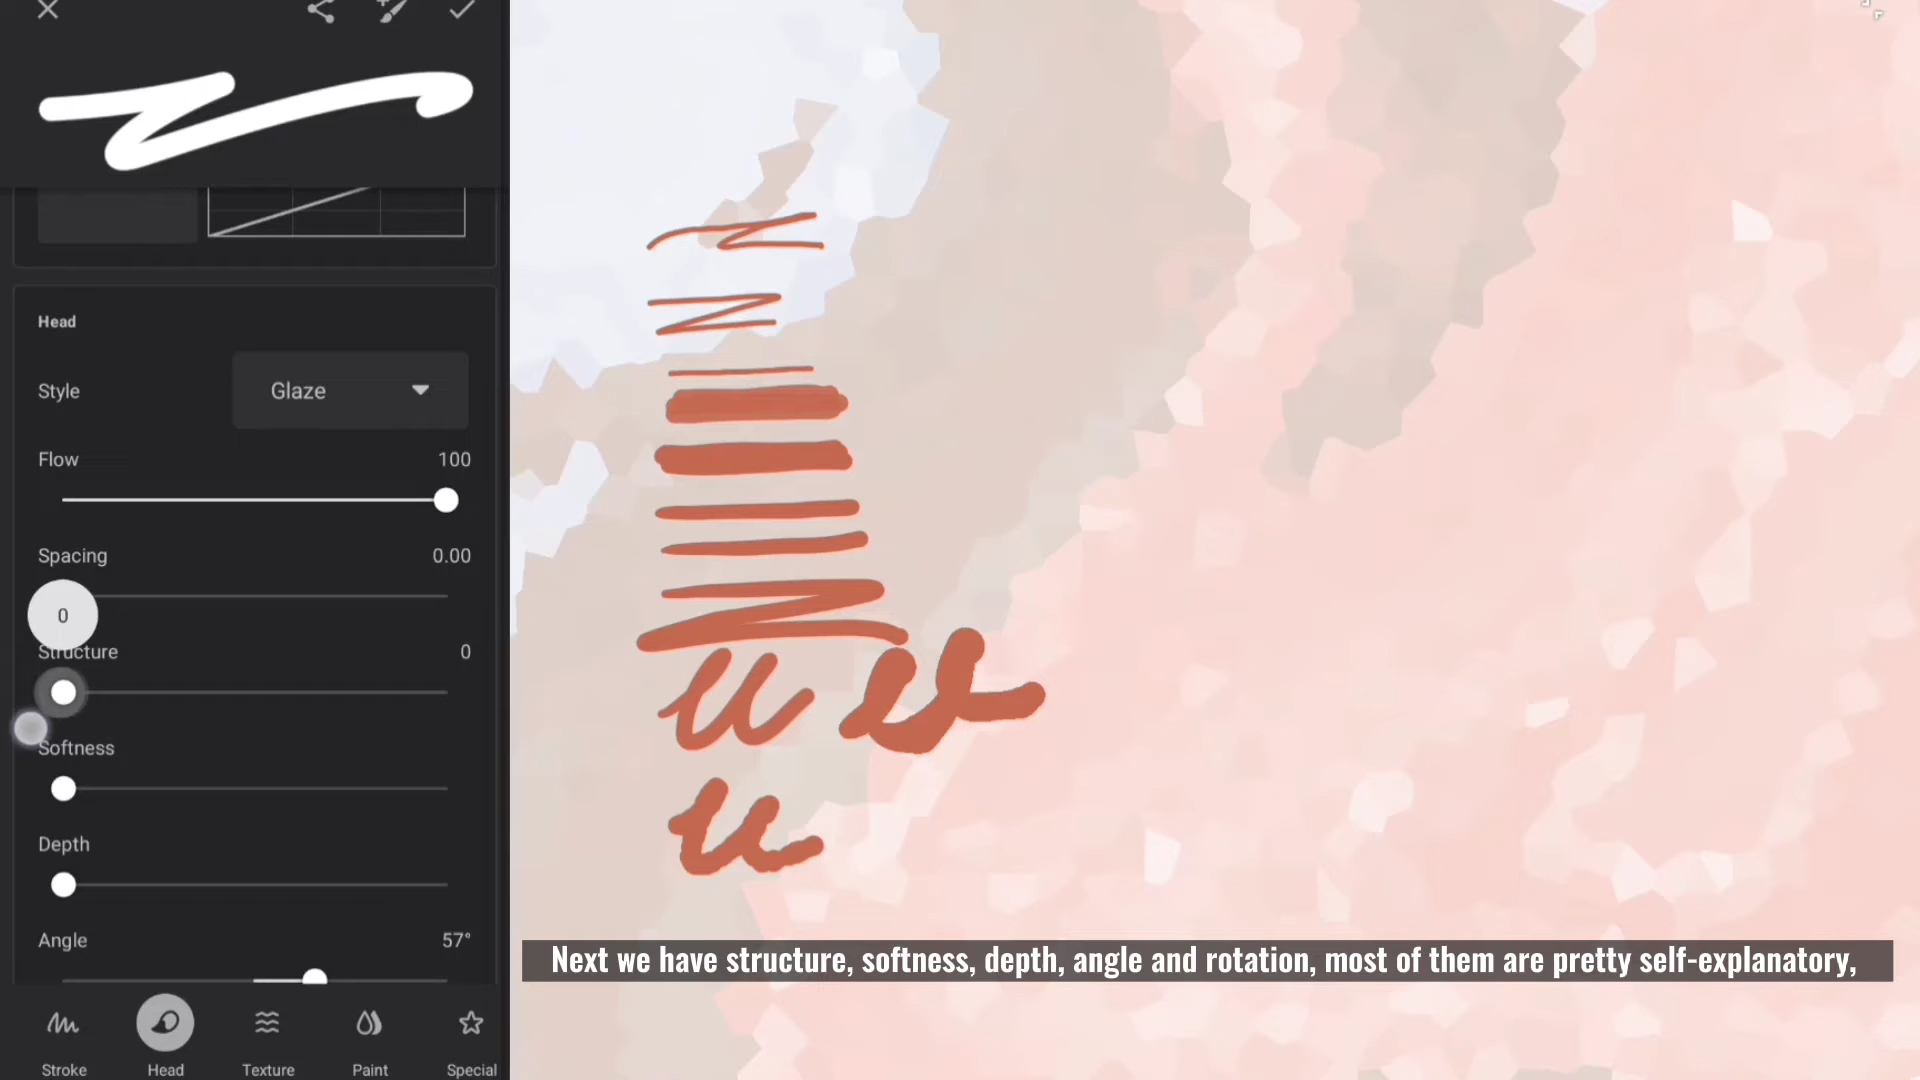 Head
Style Glaze
Flow 100
Spacing 0.00
0
Structure 0
Softness
Depth
Angle 57°
Stroke Head Texture Paint Special
Next we have structure, softness, depth, angle and rotation, most of them are pretty self-explanatory,